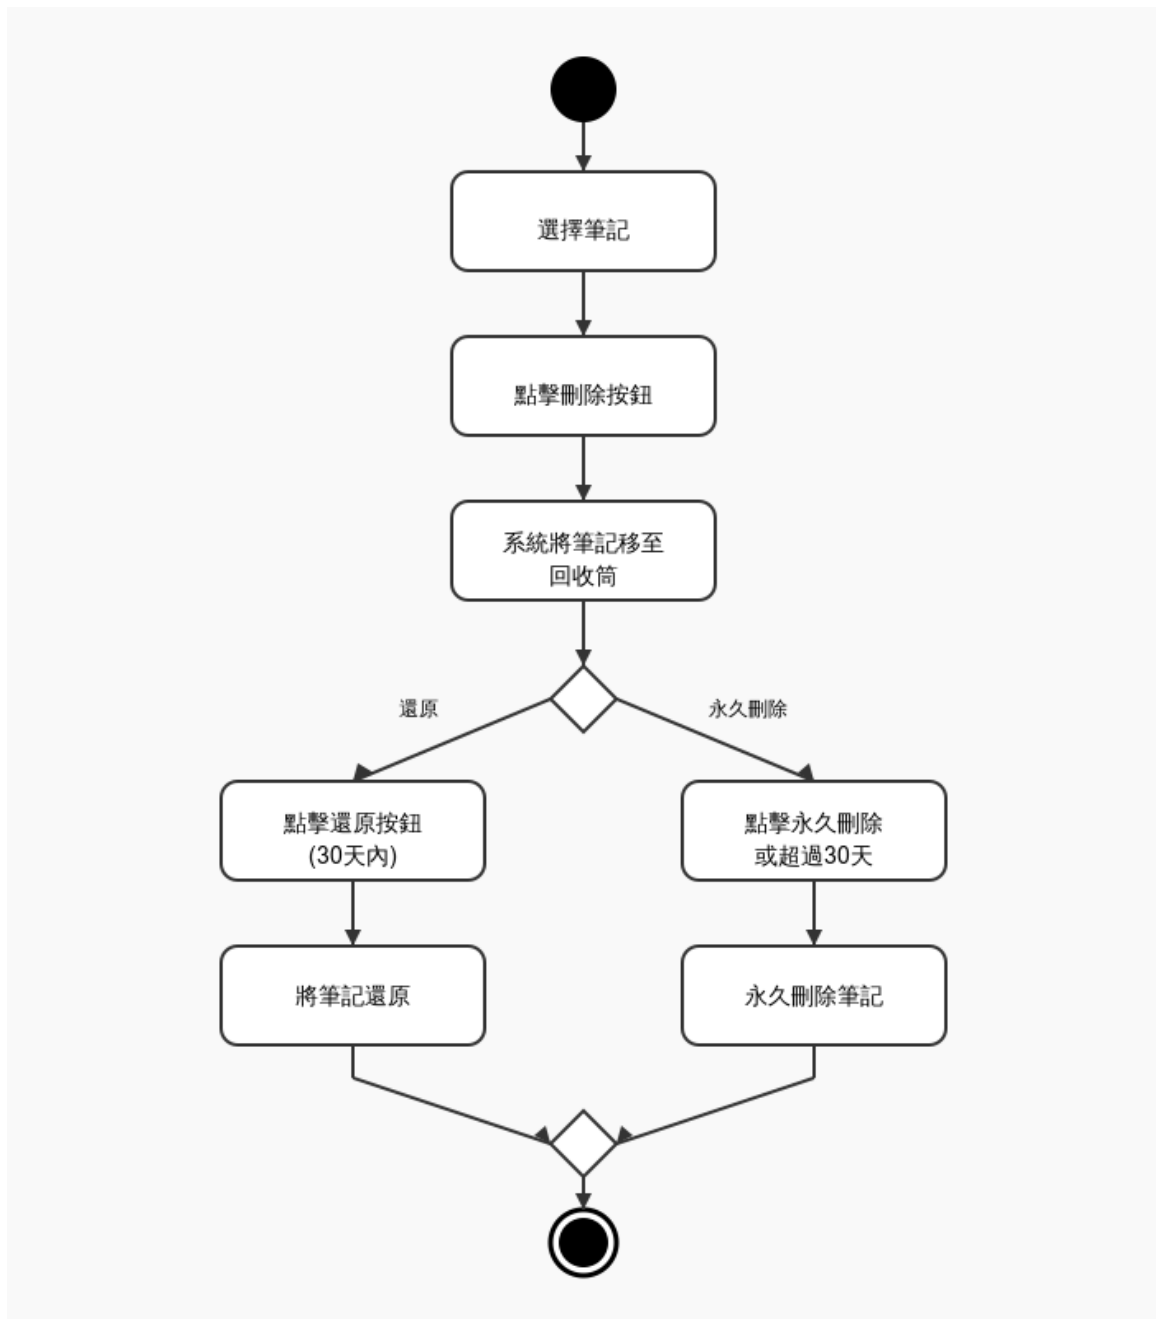 選擇筆記
點擊刪除按鈕
系統將筆記移至
回收筒
還原
永久刪除
點擊還原按鈕
(30天內)
點擊永久刪除
或超過30天
將筆記還原
永久刪除筆記